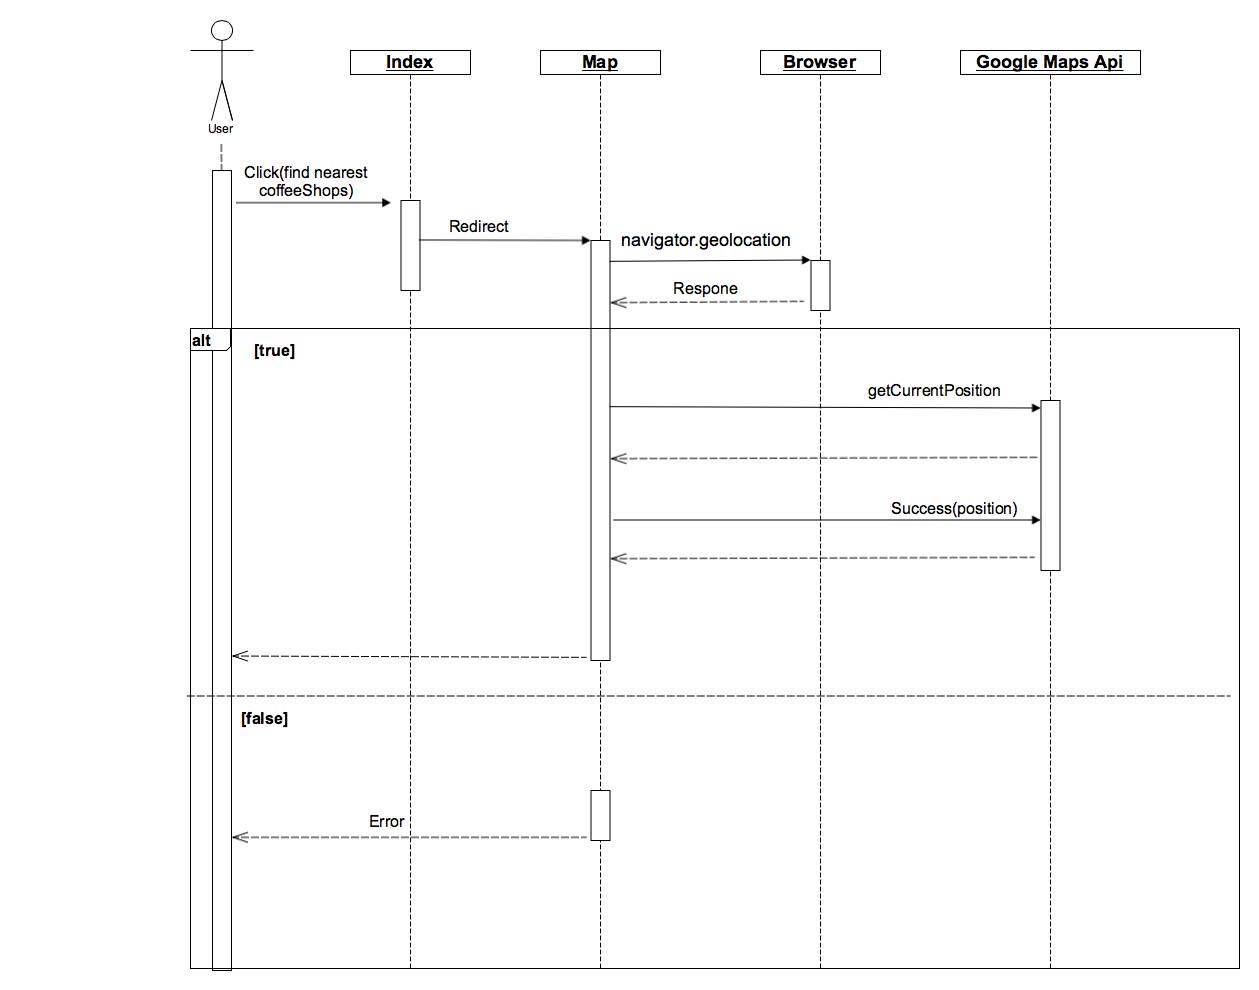 Index
Map
Browser
Google Maps Api
User
Click(find nearest
coffeeShops)
Redirect
navigator.geolocation
Respone
alt
[true]
getCurrentPosition
Success(position)
[false]
Error